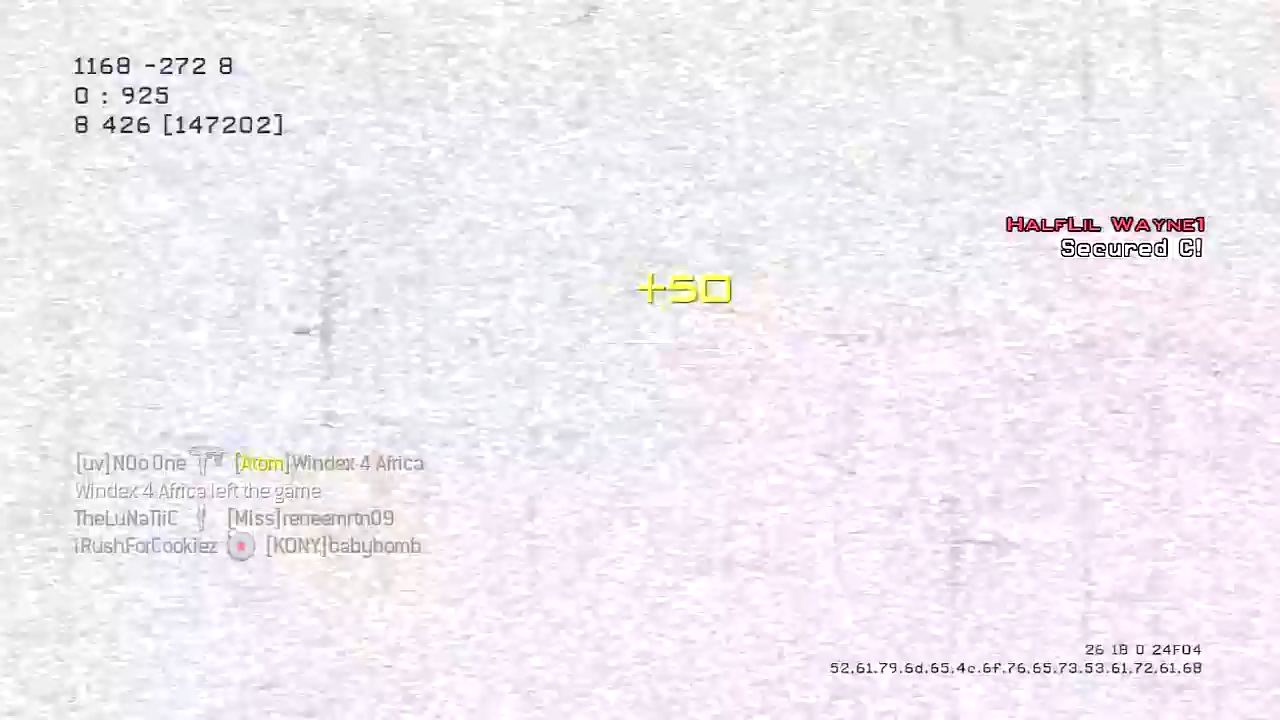 1168 -272 8
0 : 925
8 426 [147202]
HalfLil Wayne1
Secured C!
+50
[uv]N0o One [Atom]Windex 4 Africa
Windex 4 Africa left the game
TheLuNaTiiC [Miss]reneemrtn09
iRushForCookiez [KONY]babybomb
26 18 0 24F04
52.61.79.6d.65.4c.6f.76.65.73.53.61.72.61.68